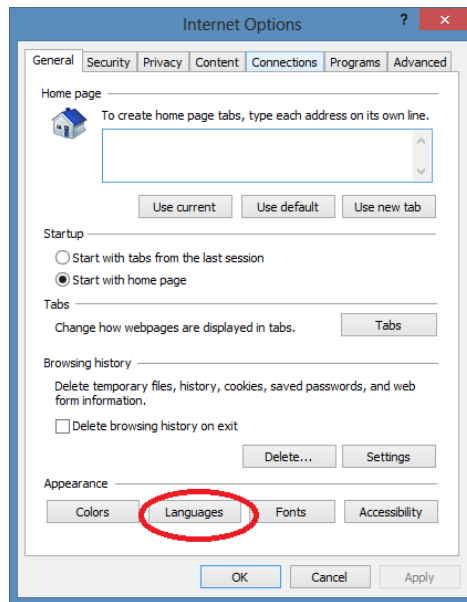 Internet Options
?
General Security Privacy Content Connections Programs Advanced
Home page
To create home page tabs, type each address on its own line.
Use current Use default Use new tab
Startup
Start with tabs from the last session
Start with home page
Tabs
Change how webpages are displayed in tabs. Tabs
Browsing history
Delete temporary files, history, cookies, saved passwords, and web
form information.
Delete browsing history on exit
Delete... Settings
Appearance
Colors Languages Fonts Accessibility
OK Cancel Apply